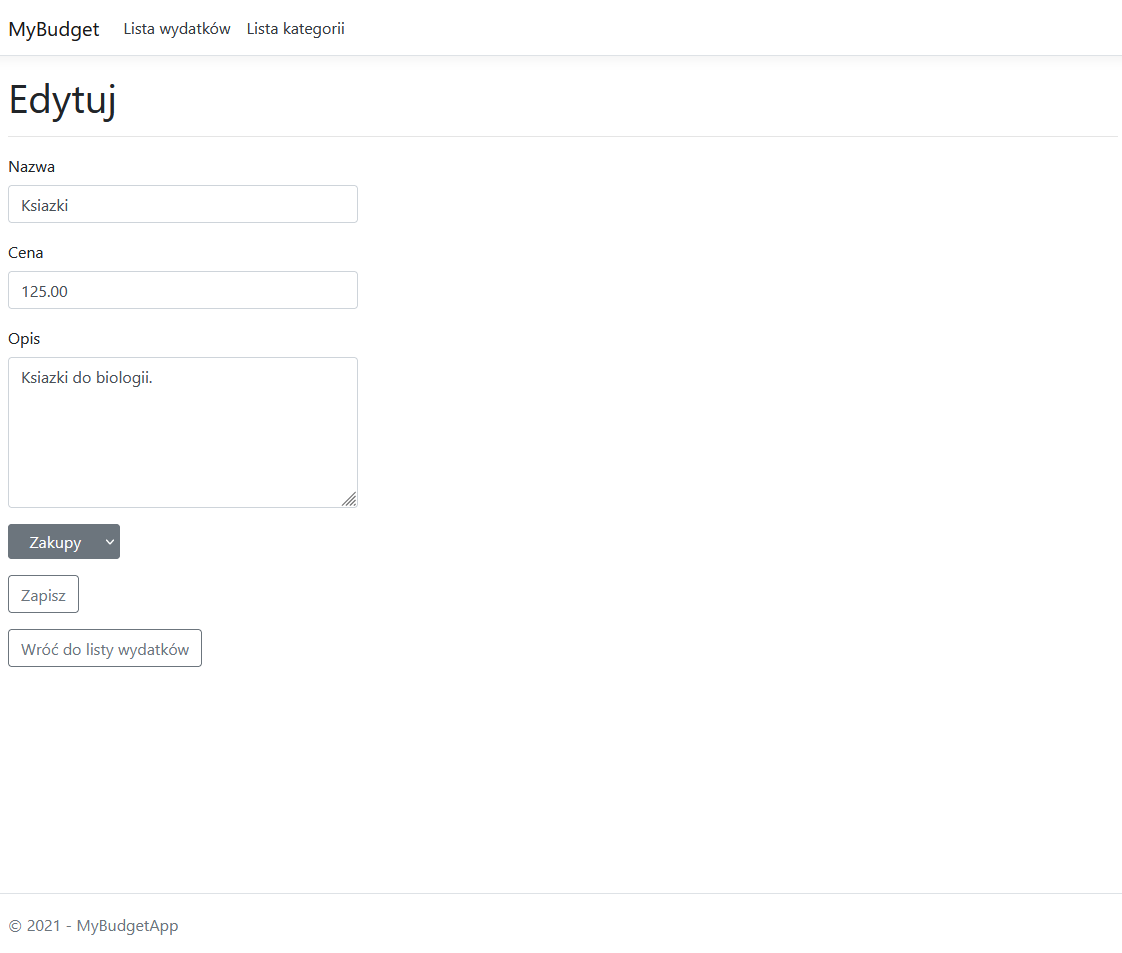 MyBudget Lista wydatków Lista kategorii
Edytuj
Nazwa
Ksiazki
Cena
125.00
Opis
Ksiazki do biologii.
Zakupy
Zapisz
Wróć do listy wydatków
© 2021 - MyBudgetApp